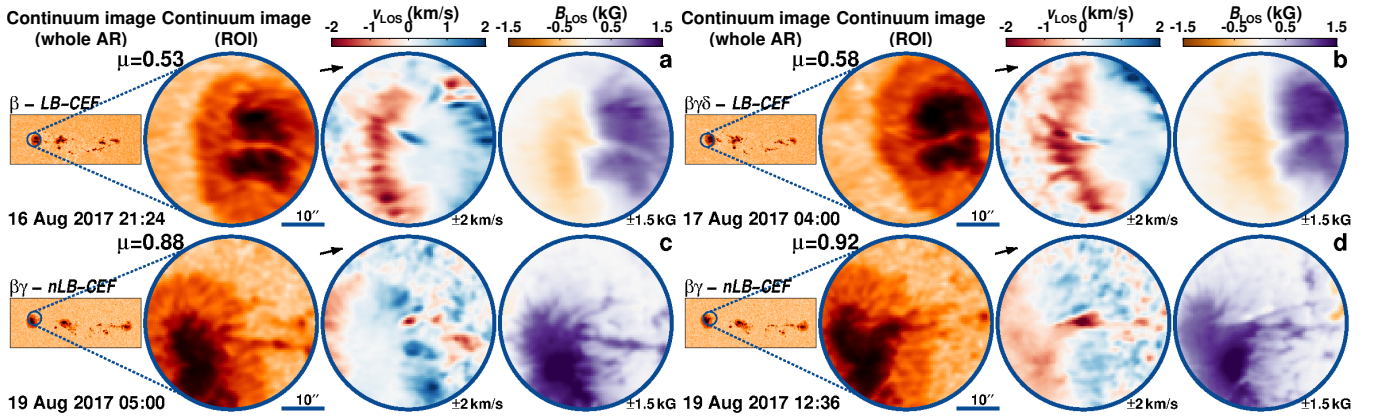 Continuum image
(whole AR)
Continuum image
(ROI)
v_LOS (km/s)
-2 -1 0 1 2
B_LOS (kG)
-1.5 -0.5 0.5 1.5
μ=0.53
a
β – LB–CEF
16 Aug 2017 21:24
10″
±2 km/s
±1.5 kG
Continuum image
(whole AR)
Continuum image
(ROI)
v_LOS (km/s)
-2 -1 0 1 2
B_LOS (kG)
-1.5 -0.5 0.5 1.5
μ=0.58
b
βγδ – LB–CEF
17 Aug 2017 04:00
10″
±2 km/s
±1.5 kG
μ=0.88
c
βγ – nLB–CEF
19 Aug 2017 05:00
10″
±2 km/s
±1.5 kG
μ=0.92
d
βγ – nLB–CEF
19 Aug 2017 12:36
10″
±2 km/s
±1.5 kG